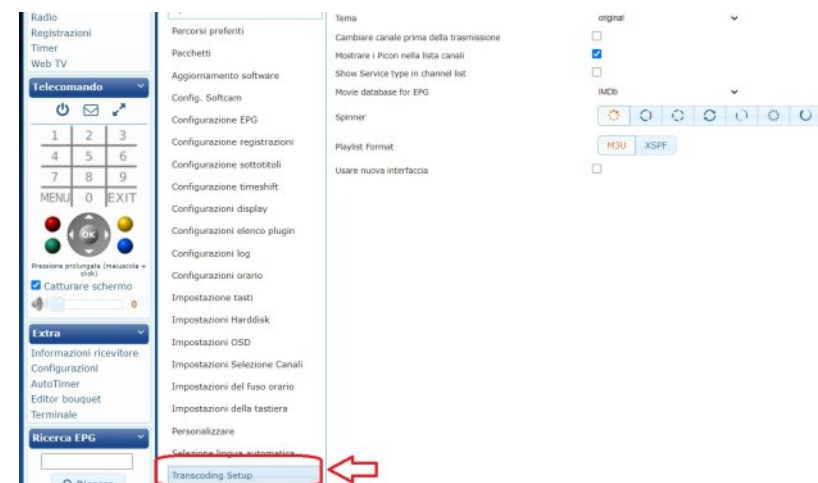 Radio
Registrazioni
Timer
Web TV
Telecomando
1 2 3
4 5 6
7 8 9
MENU 0 EXIT
OK
Pressione prolungata (maiuscola + click)
Catturare schermo
0
Extra
Informazioni ricevitore
Configurazioni
AutoTimer
Editor bouquet
Terminale
Ricerca EPG
Percorsi preferiti
Pacchetti
Aggiornamento software
Config. Softcam
Configurazione EPG
Configurazione registrazioni
Configurazione sottotitoli
Configurazione timeshift
Configurazioni display
Configurazioni elenco plugin
Configurazioni log
Configurazioni orario
Impostazione tasti
Impostazioni Harddisk
Impostazioni OSD
Impostazioni Selezione Canali
Impostazioni del fuso orario
Impostazioni della tastiera
Personalizzare
Selezione lingua automatica
Transcoding Setup
Tema original
Cambiare canale prima della trasmissione
Mostrare i Picon nella lista canali
Show Service type in channel list
Movie database for EPG IMDb
Spinner
Playlist Format M3U XSPF
Usare nuova interfaccia